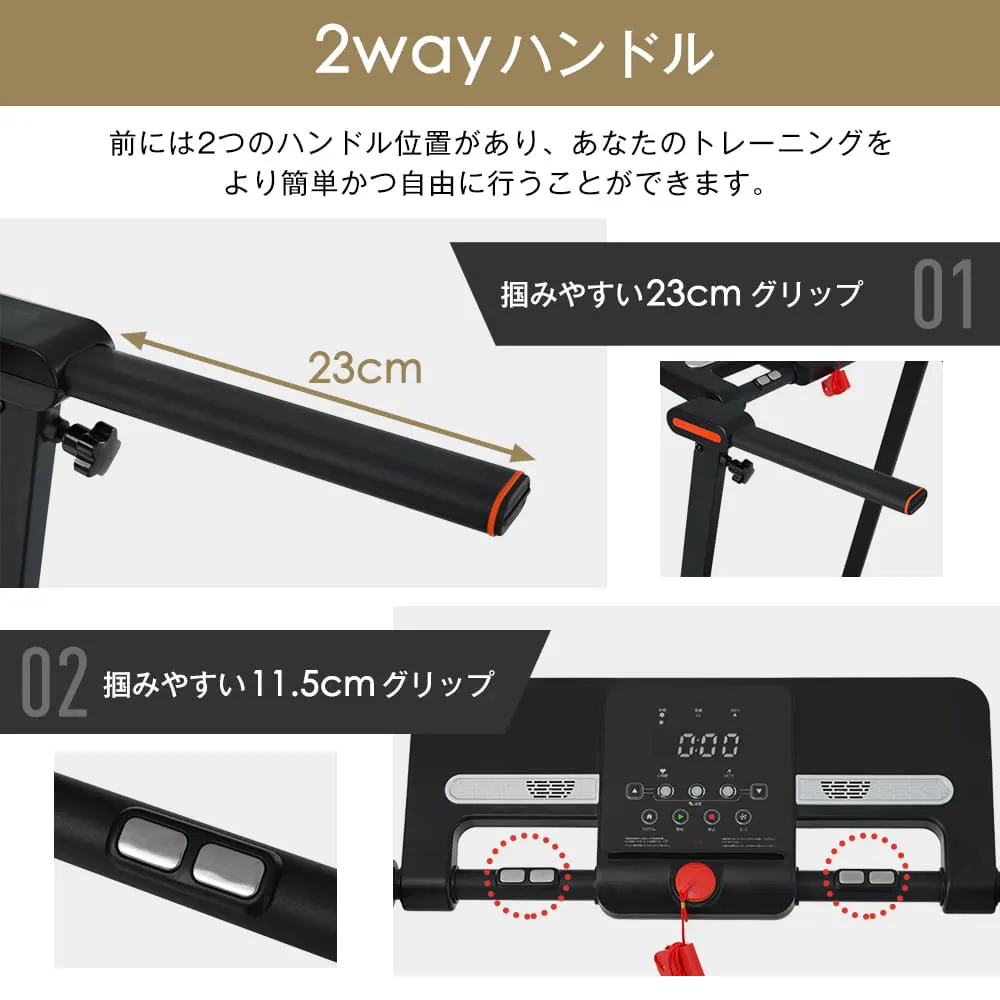 2wayハンドル
前には2つのハンドル位置があり、あなたのトレーニングを
より簡単かつ自由に行うことができます。
掴みやすい23cm グリップ
01
23cm
02
掴みやすい11.5cmグリップ
0:00